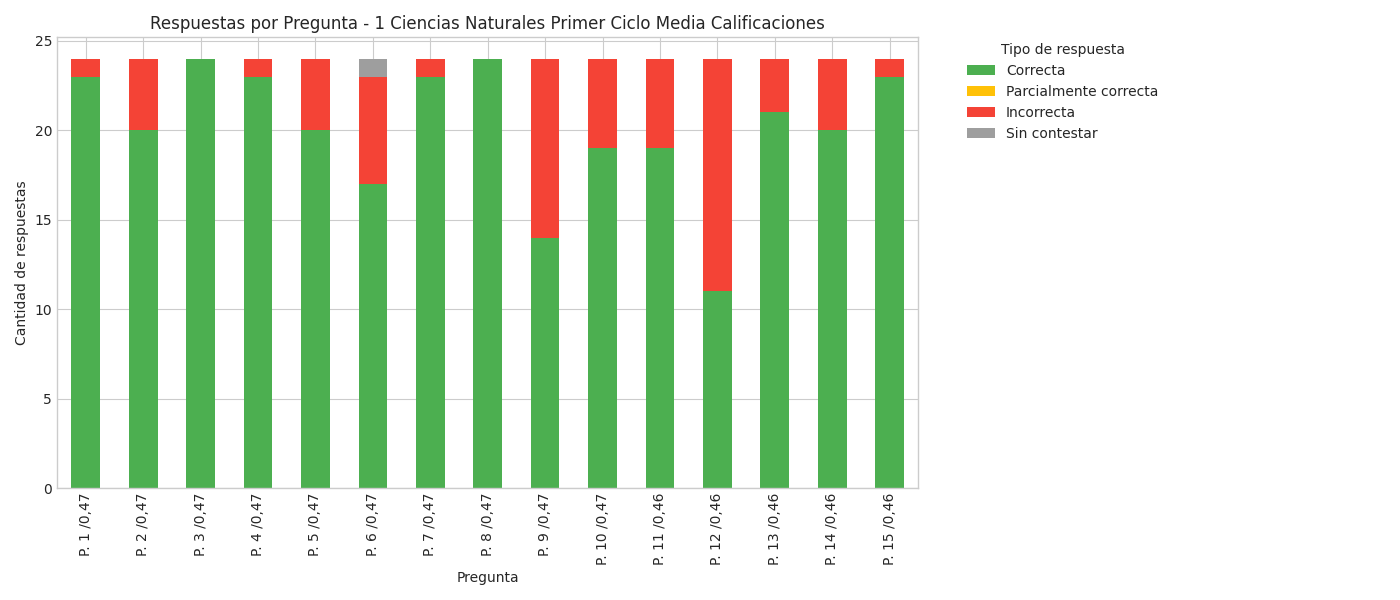 Respuestas por Pregunta - 1 Ciencias Naturales Primer Ciclo Media Calificaciones
Tipo de respuesta
Correcta
Parcialmente correcta
Incorrecta
Sin contestar
Cantidad de respuestas
25
20
15
10
5
0
P. 1 /0,47
P. 2 /0,47
P. 3 /0,47
P. 4 /0,47
P. 5 /0,47
P. 6 /0,47
P. 7 /0,47
P. 8 /0,47
P. 9 /0,47
P. 10 /0,47
P. 11 /0,46
P. 12 /0,46
P. 13 /0,46
P. 14 /0,46
P. 15 /0,46
Pregunta